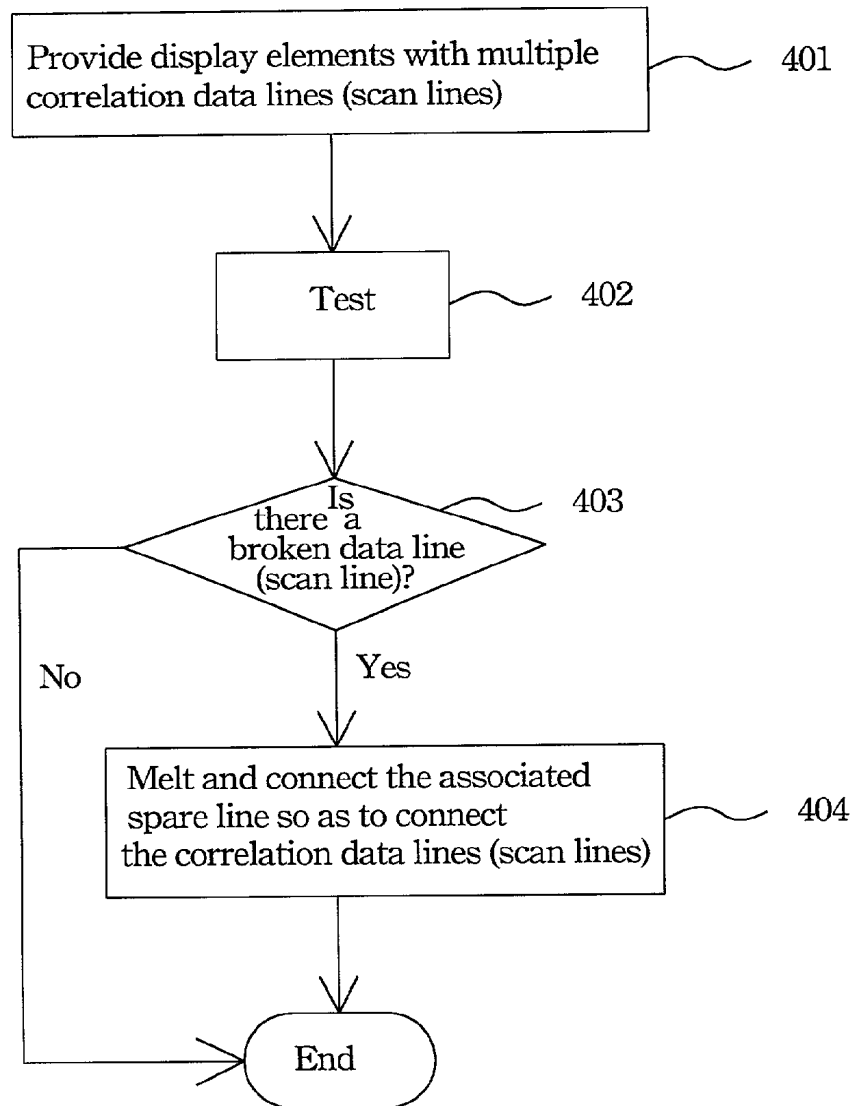 Provide display elements with multiple
correlation data lines (scan lines)
401
Test
402
Is
there a
broken data line
(scan line)?
403
No
Yes
Melt and connect the associated
spare line so as to connect
the correlation data lines (scan lines)
404
End